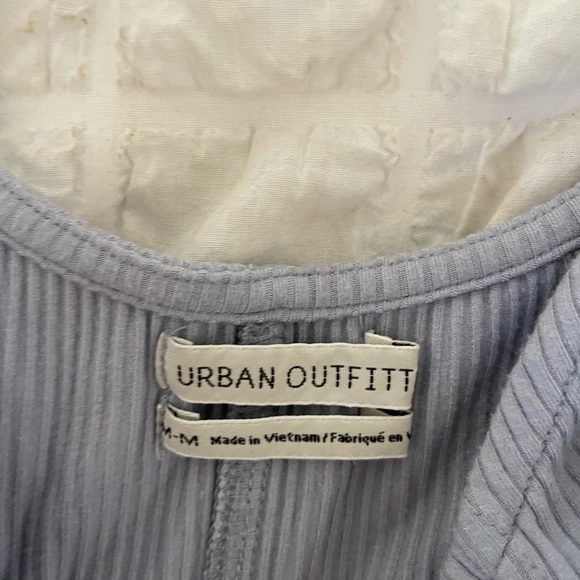 URBAN OUTFITT
M-M Made in Vietnam / Fabriqué en V